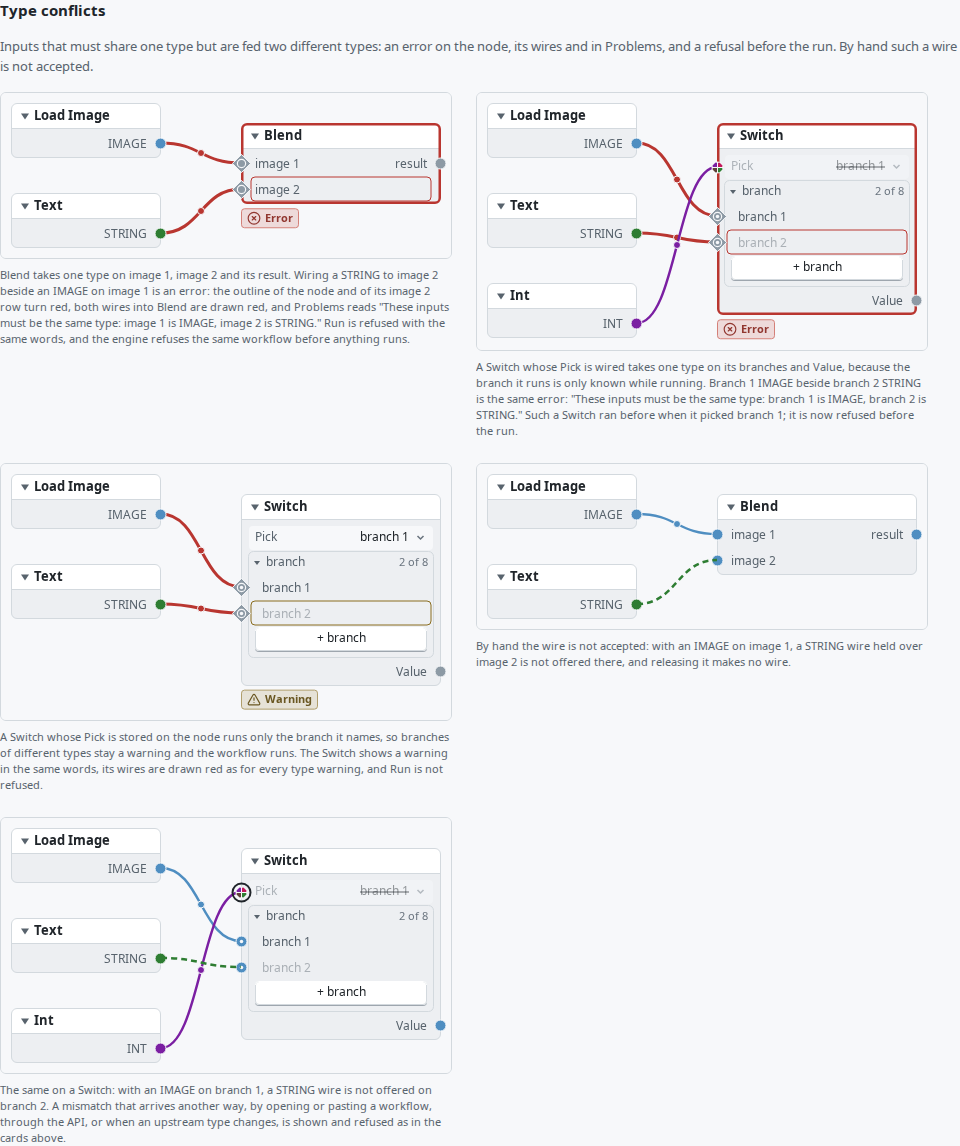 Type conflicts
Inputs that must share one type but are fed two different types: an error on the node, its wires and in Problems, and a refusal before the run. By hand such a wire
is not accepted.
Load Image
IMAGE
Text
STRING
Blend
image 1
result
image 2
Error
Blend takes one type on image 1, image 2 and its result. Wiring a STRING to image 2
beside an IMAGE on image 1 is an error: the outline of the node and of its image 2
row turn red, both wires into Blend are drawn red, and Problems reads "These inputs
must be the same type: image 1 is IMAGE, image 2 is STRING." Run is refused with the
same words, and the engine refuses the same workflow before anything runs.
Load Image
IMAGE
Text
STRING
Int
INT
Switch
Pick
branch 1
branch
2 of 8
branch 1
branch 2
+ branch
Value
Error
A Switch whose Pick is wired takes one type on its branches and Value, because the
branch it runs is only known while running. Branch 1 IMAGE beside branch 2 STRING
is the same error: "These inputs must be the same type: branch 1 is IMAGE, branch 2 is
STRING." Such a Switch ran before when it picked branch 1; it is now refused before
the run.
Load Image
IMAGE
Text
STRING
Switch
Pick
branch 1
branch
2 of 8
branch 1
branch 2
+ branch
Value
Warning
A Switch whose Pick is stored on the node runs only the branch it names, so branches
of different types stay a warning and the workflow runs. The Switch shows a warning
in the same words, its wires are drawn red as for every type warning, and Run is not
refused.
Load Image
IMAGE
Text
STRING
Blend
image 1
result
image 2
By hand the wire is not accepted: with an IMAGE on image 1, a STRING wire held over
image 2 is not offered there, and releasing it makes no wire.
Load Image
IMAGE
Text
STRING
Int
INT
Switch
Pick
branch 1
branch
2 of 8
branch 1
branch 2
+ branch
Value
The same on a Switch: with an IMAGE on branch 1, a STRING wire is not offered on
branch 2. A mismatch that arrives another way, by opening or pasting a workflow,
through the API, or when an upstream type changes, is shown and refused as in the
cards above.